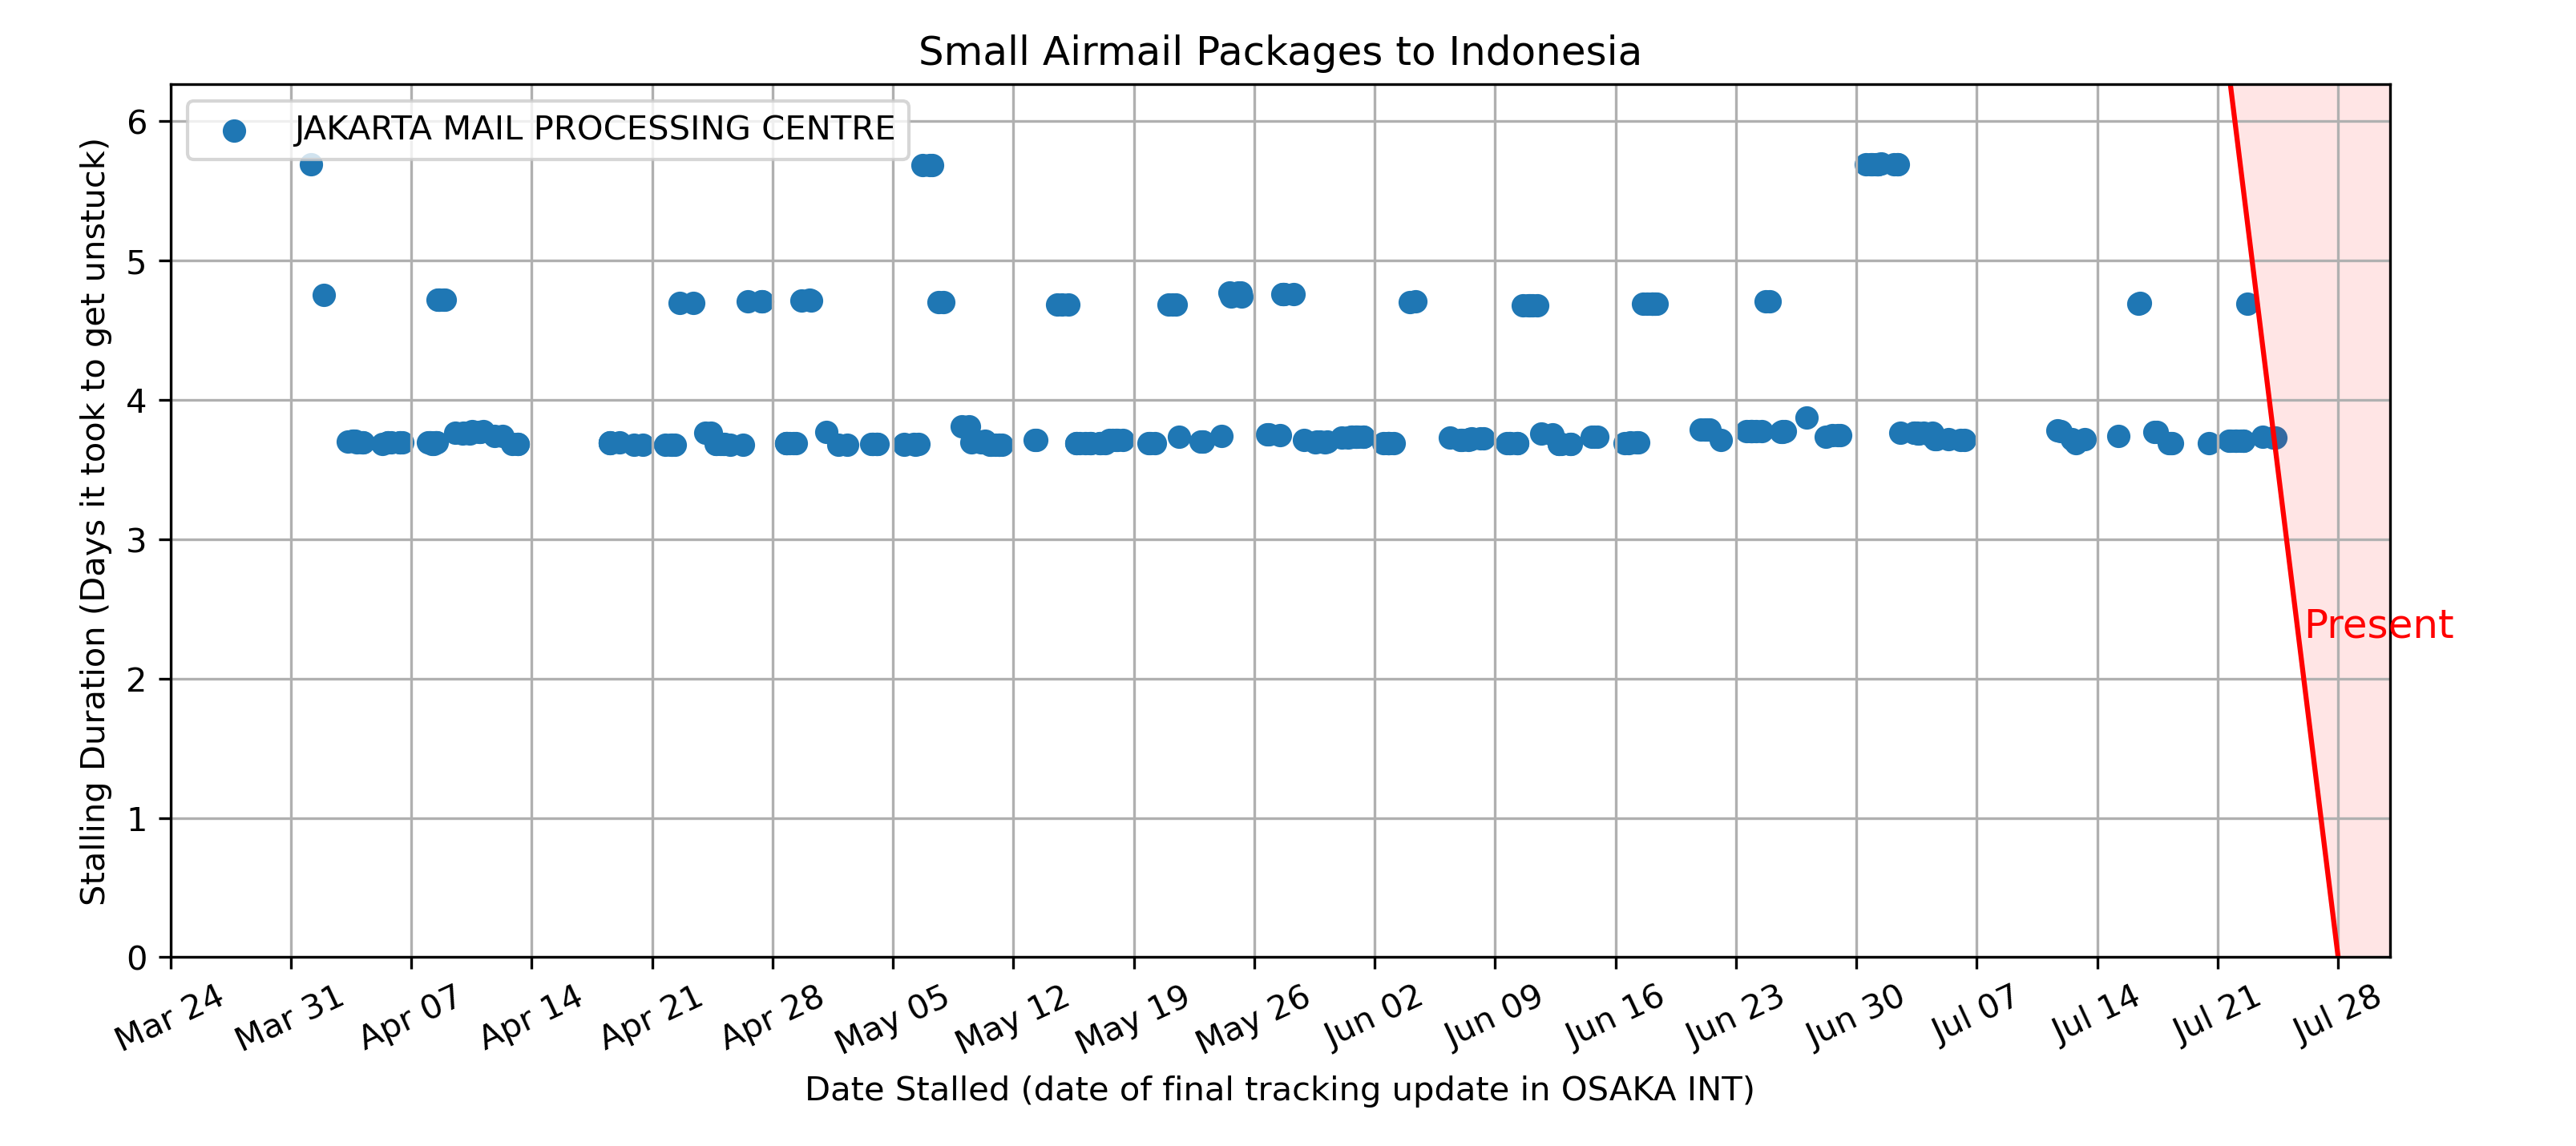 Small Airmail Packages to Indonesia
JAKARTA MAIL PROCESSING CENTRE
Stalling Duration (Days it took to get unstuck)
6
5
4
3
2
1
0
Present
Mar 24
Mar 31
Apr 07
Apr 14
Apr 21
Apr 28
May 05
May 12
May 19
May 26
Jun 02
Jun 09
Jun 16
Jun 23
Jun 30
Jul 07
Jul 14
Jul 21
Jul 28
Date Stalled (date of final tracking update in OSAKA INT)